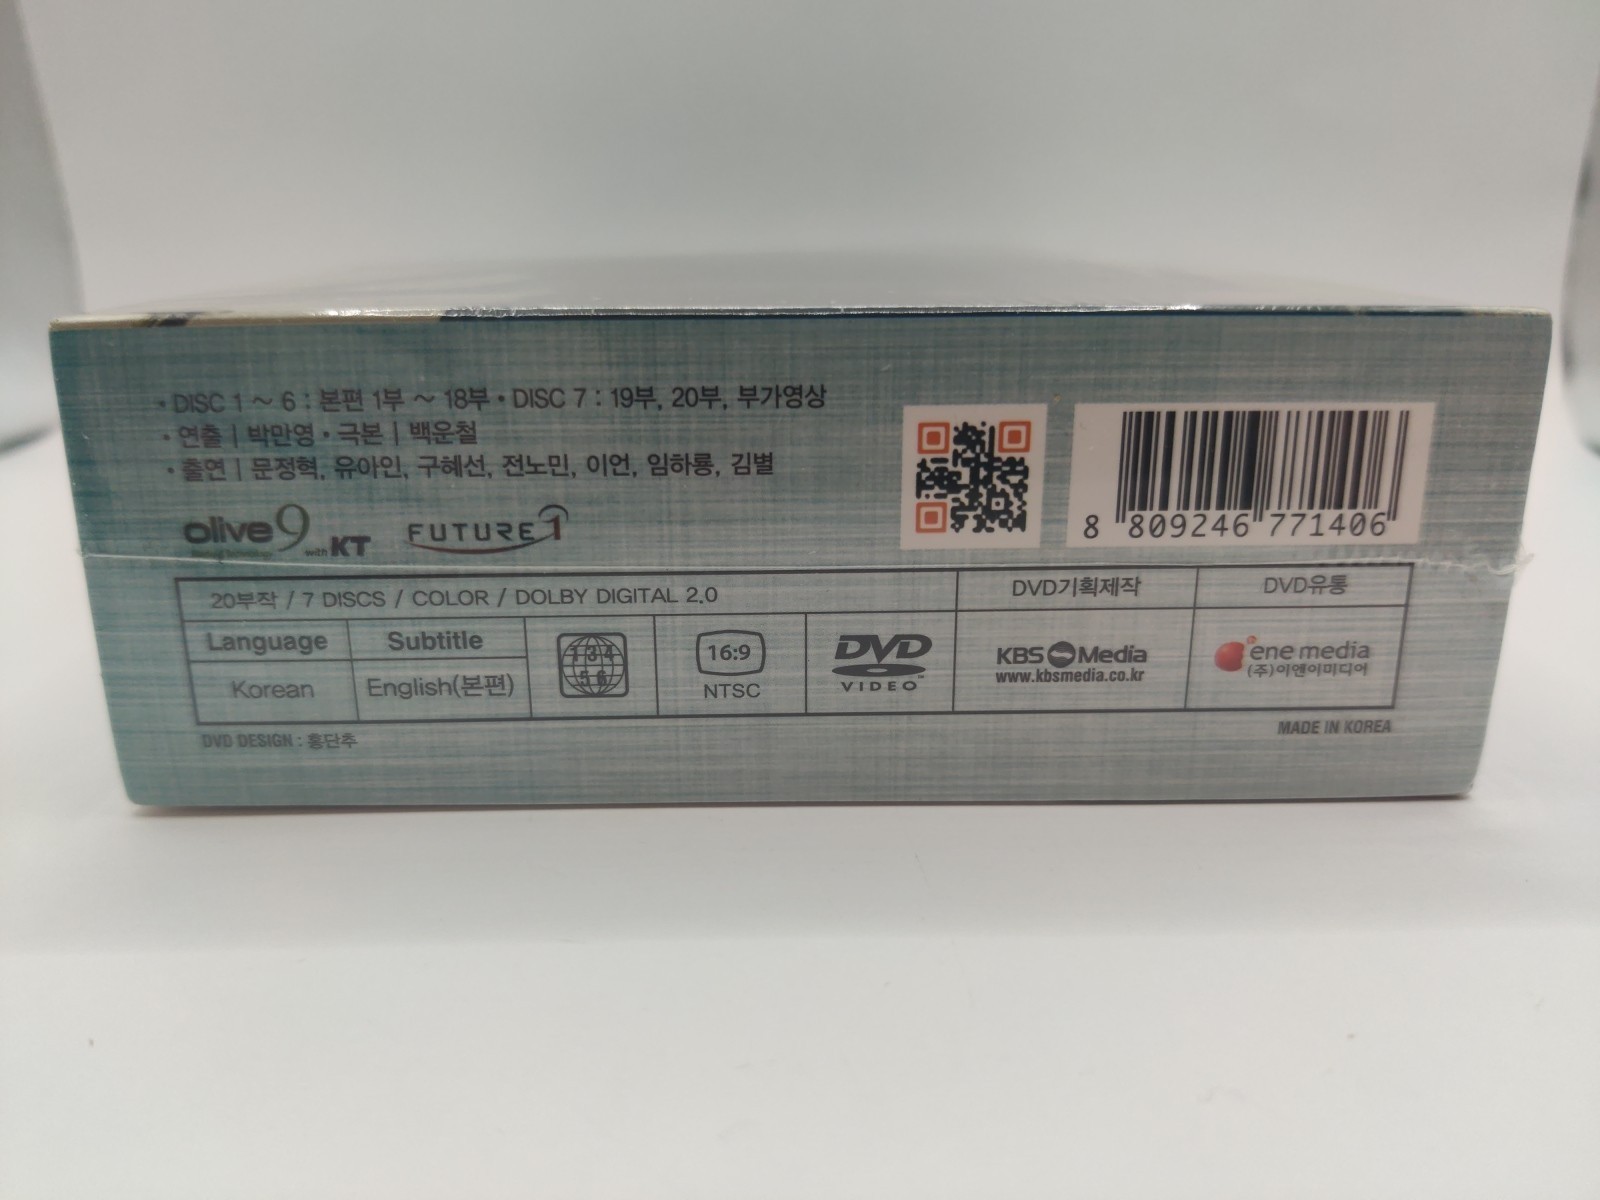 • DISC 1 ~ 6 : 본편 1부 ~ 18부 • DISC 7 : 19부, 20부, 부가영상
• 연출 | 박만영 • 극본 | 백운철
• 출연 | 문정혁, 유아인, 구혜선, 전노민, 이언, 임하룡, 김별
olive9 with KT FUTURE 1
8 809246 771406
20부작 / 7 DISCS / COLOR / DOLBY DIGITAL 2.0
DVD기획제작
DVD유통
Language Subtitle
Korean English(본편)
1 3 4
5 6
16:9
NTSC
DVD
VIDEO™
KBS Media
www.kbsmedia.co.kr
ene media
(주)이앤이미디어
DVD DESIGN : 홍단추
MADE IN KOREA